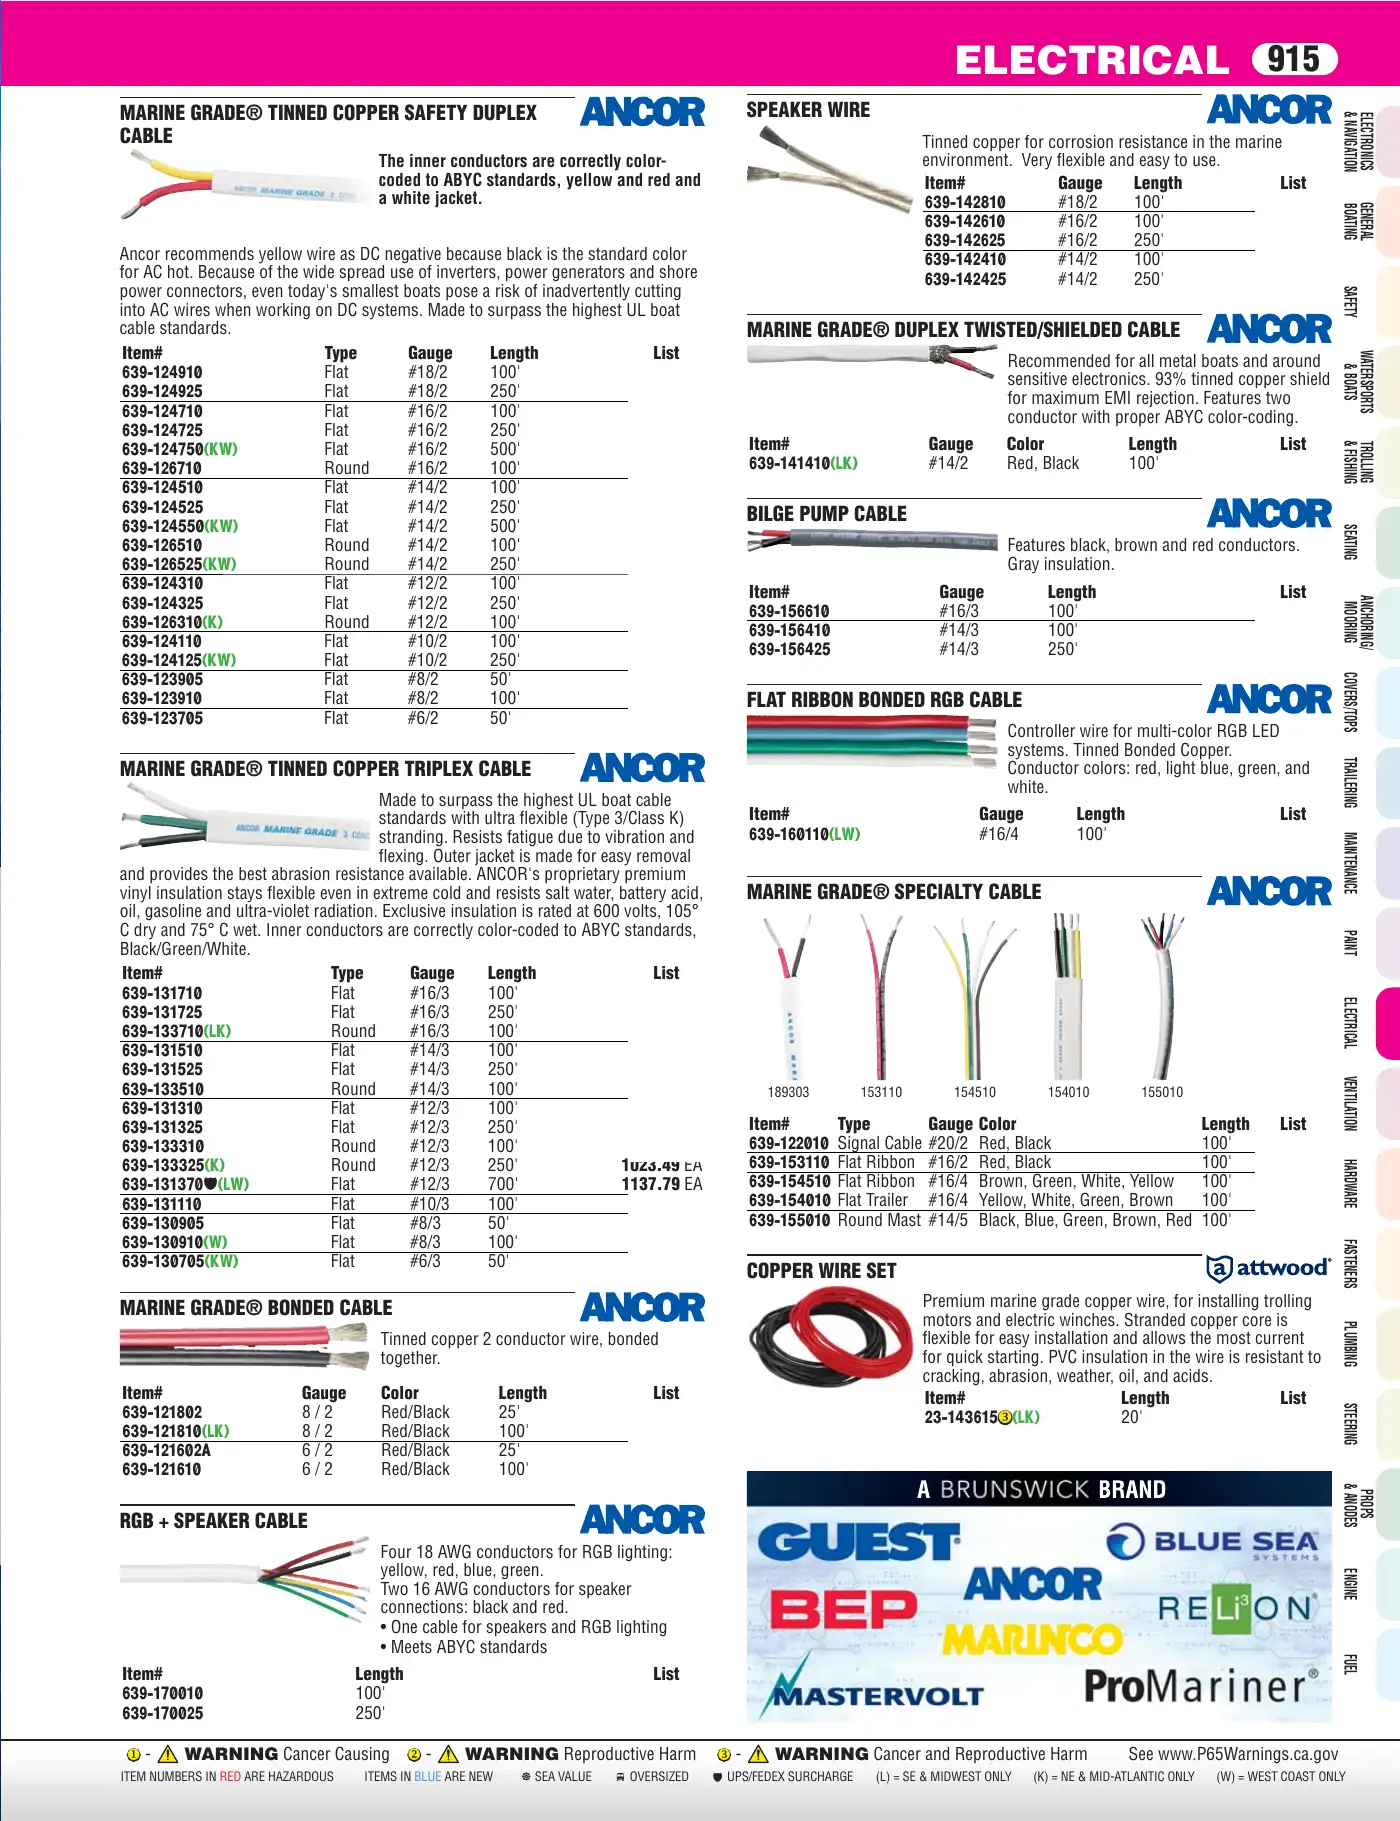 ELECTRICAL 915
MARINE GRADE® TINNED COPPER SAFETY DUPLEX
CABLE
ANCOR
The inner conductors are correctly color-
coded to ABYC standards, yellow and red and
a white jacket.
Ancor recommends yellow wire as DC negative because black is the standard color
for AC hot. Because of the wide spread use of inverters, power generators and shore
power connectors, even today's smallest boats pose a risk of inadvertently cutting
into AC wires when working on DC systems. Made to surpass the highest UL boat
cable standards.
Item# Type Gauge Length List
639-124910 Flat #18/2 100'
639-124925 Flat #18/2 250'
639-124710 Flat #16/2 100'
639-124725 Flat #16/2 250'
639-124750(KW) Flat #16/2 500'
639-126710 Round #16/2 100'
639-124510 Flat #14/2 100'
639-124525 Flat #14/2 250'
639-124550(KW) Flat #14/2 500'
639-126510 Round #14/2 100'
639-126525(KW) Round #14/2 250'
639-124310 Flat #12/2 100'
639-124325 Flat #12/2 250'
639-126310(K) Round #12/2 100'
639-124110 Flat #10/2 100'
639-124125(KW) Flat #10/2 250'
639-123905 Flat #8/2 50'
639-123910 Flat #8/2 100'
639-123705 Flat #6/2 50'
MARINE GRADE® TINNED COPPER TRIPLEX CABLE
ANCOR
ANCOR MARINE GRADE 3 COND
Made to surpass the highest UL boat cable
standards with ultra flexible (Type 3/Class K)
stranding. Resists fatigue due to vibration and
flexing. Outer jacket is made for easy removal
and provides the best abrasion resistance available. ANCOR's proprietary premium
vinyl insulation stays flexible even in extreme cold and resists salt water, battery acid,
oil, gasoline and ultra-violet radiation. Exclusive insulation is rated at 600 volts, 105°
C dry and 75° C wet. Inner conductors are correctly color-coded to ABYC standards,
Black/Green/White.
Item# Type Gauge Length List
639-131710 Flat #16/3 100'
639-131725 Flat #16/3 250'
639-133710(LK) Round #16/3 100'
639-131510 Flat #14/3 100'
639-131525 Flat #14/3 250'
639-133510 Round #14/3 100'
639-131310 Flat #12/3 100'
639-131325 Flat #12/3 250'
639-133310 Round #12/3 100'
639-133325(K) Round #12/3 250' 1023.49 EA
639-131370(LW) Flat #12/3 700' 1137.79 EA
639-131110 Flat #10/3 100'
639-130905 Flat #8/3 50'
639-130910(W) Flat #8/3 100'
639-130705(KW) Flat #6/3 50'
MARINE GRADE® BONDED CABLE
ANCOR
Tinned copper 2 conductor wire, bonded
together.
Item# Gauge Color Length List
639-121802 8 / 2 Red/Black 25'
639-121810(LK) 8 / 2 Red/Black 100'
639-121602A 6 / 2 Red/Black 25'
639-121610 6 / 2 Red/Black 100'
RGB + SPEAKER CABLE
ANCOR
Four 18 AWG conductors for RGB lighting:
yellow, red, blue, green.
Two 16 AWG conductors for speaker
connections: black and red.
• One cable for speakers and RGB lighting
• Meets ABYC standards
Item# Length List
639-170010 100'
639-170025 250'
SPEAKER WIRE
ANCOR
Tinned copper for corrosion resistance in the marine
environment. Very flexible and easy to use.
Item# Gauge Length List
639-142810 #18/2 100'
639-142610 #16/2 100'
639-142625 #16/2 250'
639-142410 #14/2 100'
639-142425 #14/2 250'
MARINE GRADE® DUPLEX TWISTED/SHIELDED CABLE
ANCOR
Recommended for all metal boats and around
sensitive electronics. 93% tinned copper shield
for maximum EMI rejection. Features two
conductor with proper ABYC color-coding.
Item# Gauge Color Length List
639-141410(LK) #14/2 Red, Black 100'
BILGE PUMP CABLE
ANCOR
Features black, brown and red conductors.
Gray insulation.
Item# Gauge Length List
639-156610 #16/3 100'
639-156410 #14/3 100'
639-156425 #14/3 250'
FLAT RIBBON BONDED RGB CABLE
ANCOR
Controller wire for multi-color RGB LED
systems. Tinned Bonded Copper.
Conductor colors: red, light blue, green, and
white.
Item# Gauge Length List
639-160110(LW) #16/4 100'
MARINE GRADE® SPECIALTY CABLE
ANCOR
189303 153110 154510 154010 155010
Item# Type Gauge Color Length List
639-122010 Signal Cable #20/2 Red, Black 100'
639-153110 Flat Ribbon #16/2 Red, Black 100'
639-154510 Flat Ribbon #16/4 Brown, Green, White, Yellow 100'
639-154010 Flat Trailer #16/4 Yellow, White, Green, Brown 100'
639-155010 Round Mast #14/5 Black, Blue, Green, Brown, Red 100'
COPPER WIRE SET
attwood®
Premium marine grade copper wire, for installing trolling
motors and electric winches. Stranded copper core is
flexible for easy installation and allows the most current
for quick starting. PVC insulation in the wire is resistant to
cracking, abrasion, weather, oil, and acids.
Item# Length List
23-143615③(LK) 20'
A BRUNSWICK BRAND
GUEST
BLUE SEA
SYSTEMS
ANCOR
BEP
RELi³ON
MARINCO
MASTERVOLT
ProMariner®
ELECTRONICS
& NAVIGATION
GENERAL
BOATING
SAFETY
WATERSPORTS
& BOATS
TROLLING
& FISHING
SEATING
ANCHORING/
MOORING
COVERS/TOPS
TRAILERING
MAINTENANCE
PAINT
ELECTRICAL
VENTILATION
HARDWARE
FASTENERS
PLUMBING
STEERING
PROPS
& ANODES
ENGINE
FUEL
① - WARNING Cancer Causing ② - WARNING Reproductive Harm ③ - WARNING Cancer and Reproductive Harm See www.P65Warnings.ca.gov
ITEM NUMBERS IN RED ARE HAZARDOUS ITEMS IN BLUE ARE NEW SEA VALUE OVERSIZED UPS/FEDEX SURCHARGE (L) = SE & MIDWEST ONLY (K) = NE & MID-ATLANTIC ONLY (W) = WEST COAST ONLY